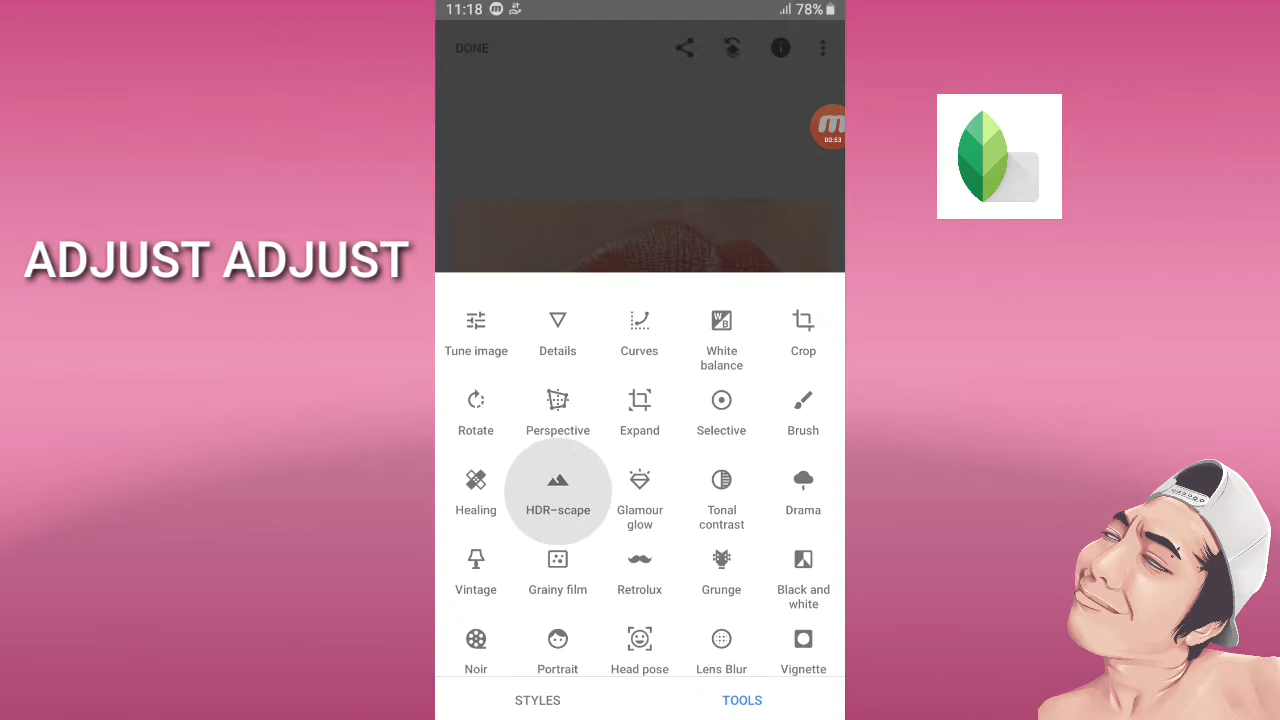 11:18
78%
DONE
03:53
ADJUST ADJUST
Tune image
Details
Curves
White
balance
Crop
Rotate
Perspective
Expand
Selective
Brush
Healing
HDR-scape
Glamour
glow
Tonal
contrast
Drama
Vintage
Grainy film
Retrolux
Grunge
Black and
white
Noir
Portrait
Head pose
Lens Blur
Vignette
STYLES
TOOLS